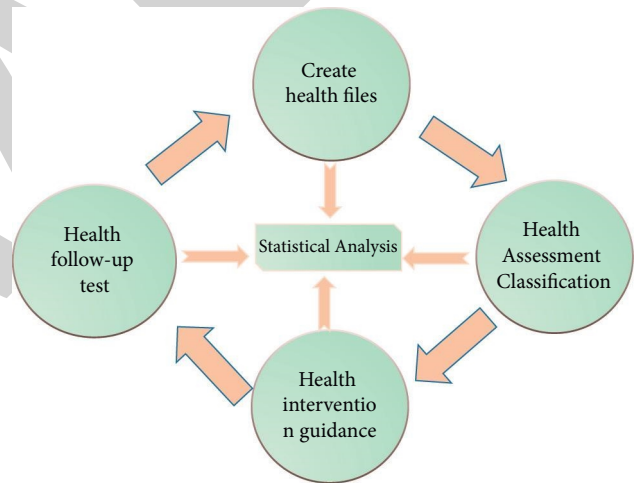 Create
health files
Health
follow-up
test
Statistical Analysis
Health
Assessment
Classification
Health
interventio
n guidance